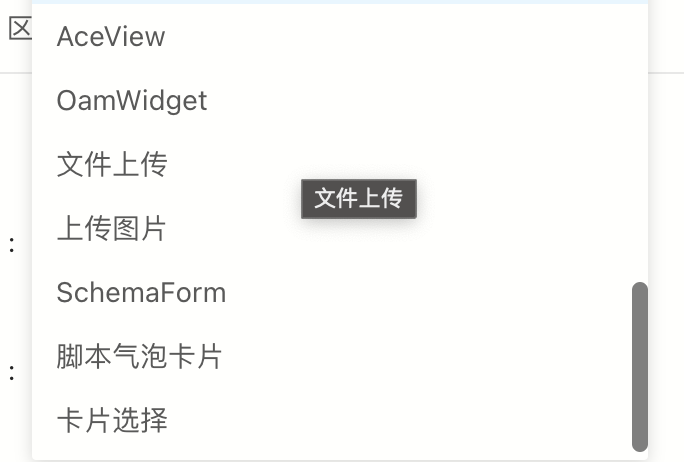 区
AceView
OamWidget
文件上传
文件上传
上传图片
:
SchemaForm
脚本气泡卡片
:
卡片选择